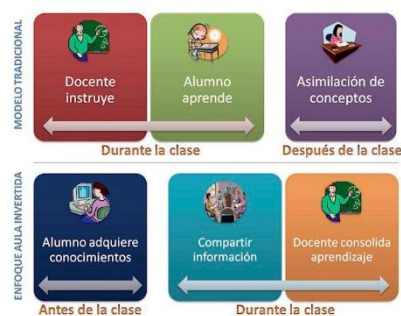 MODELO TRADICIONAL
Docente
instruye
Alumno
aprende
Asimilación de
conceptos
Durante la clase
Después de la clase
ENFOQUE AULA INVERTIDA
Alumno adquiere
conocimientos
Compartir
información
Docente consolida
aprendizaje
Antes de la clase
Durante la clase